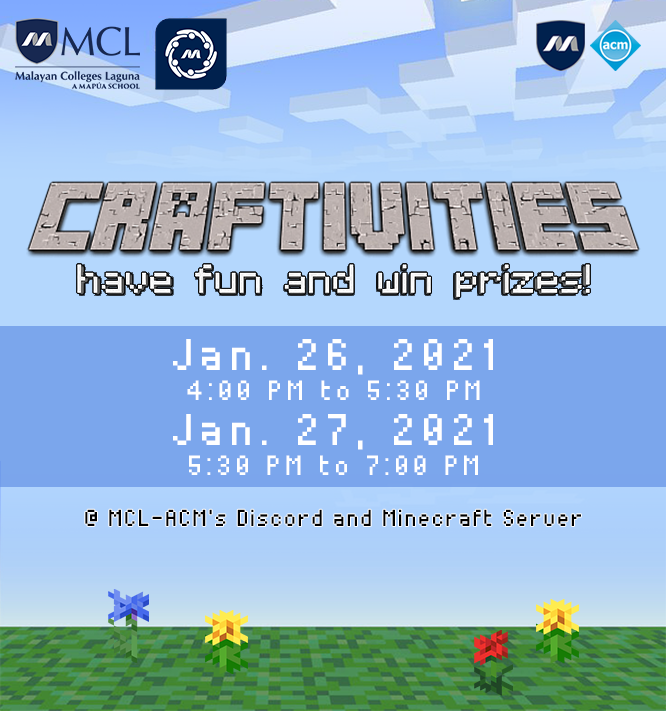 MCL
Malayan Colleges Laguna
A MAPÚA SCHOOL
acm
CRAFTIVITIES
have fun and win prizes!
Jan. 26, 2021
4:00 PM to 5:30 PM
Jan. 27, 2021
5:30 PM to 7:00 PM
@ MCL-ACM's Discord and Minecraft Server